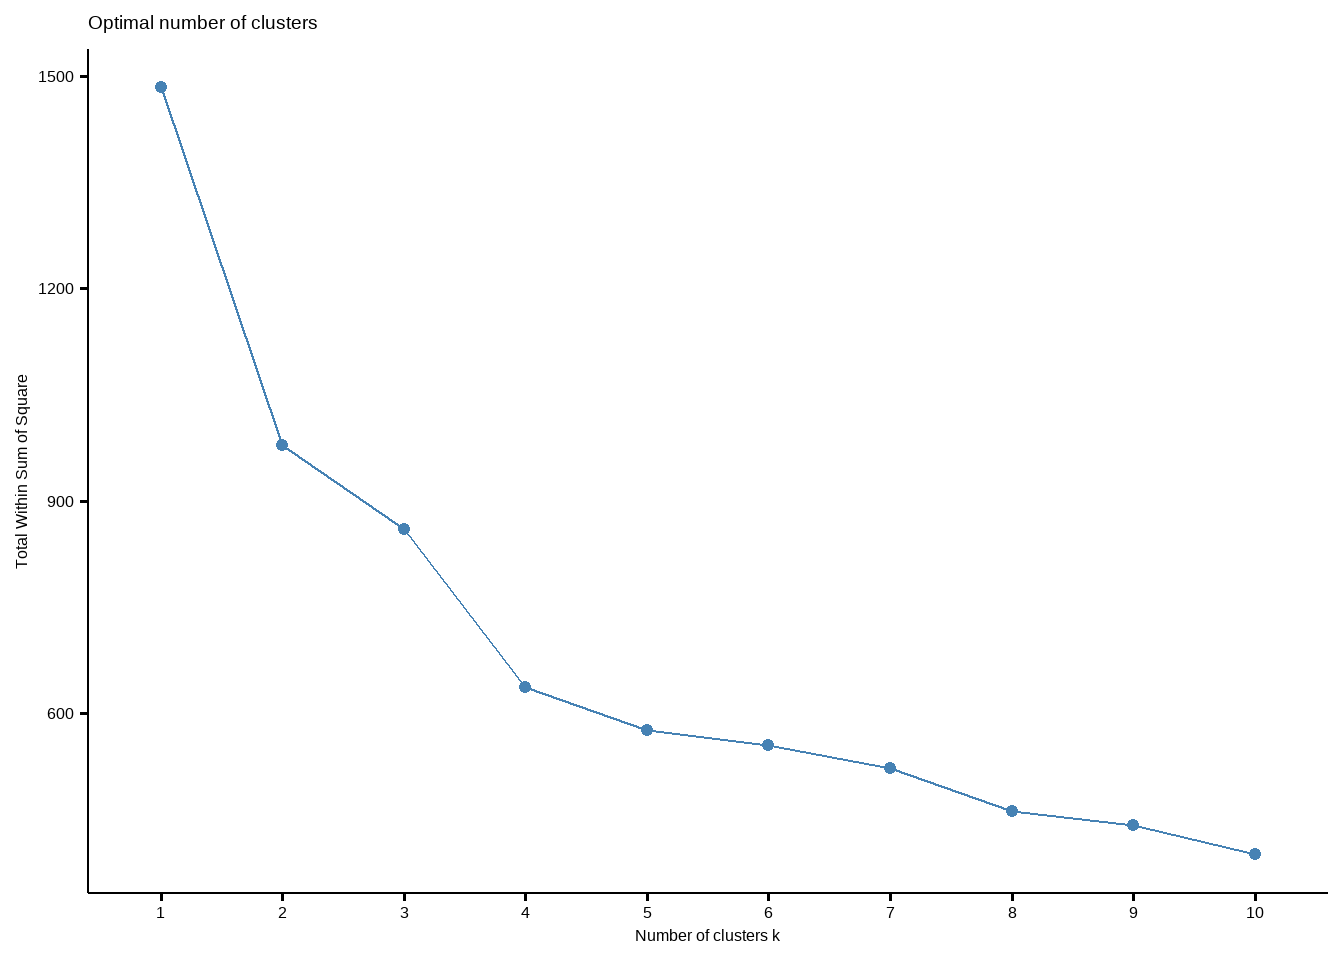 Optimal number of clusters
1500
1200
900
600
Total Within Sum of Square
1 2 3 4 5 6 7 8 9 10
Number of clusters k